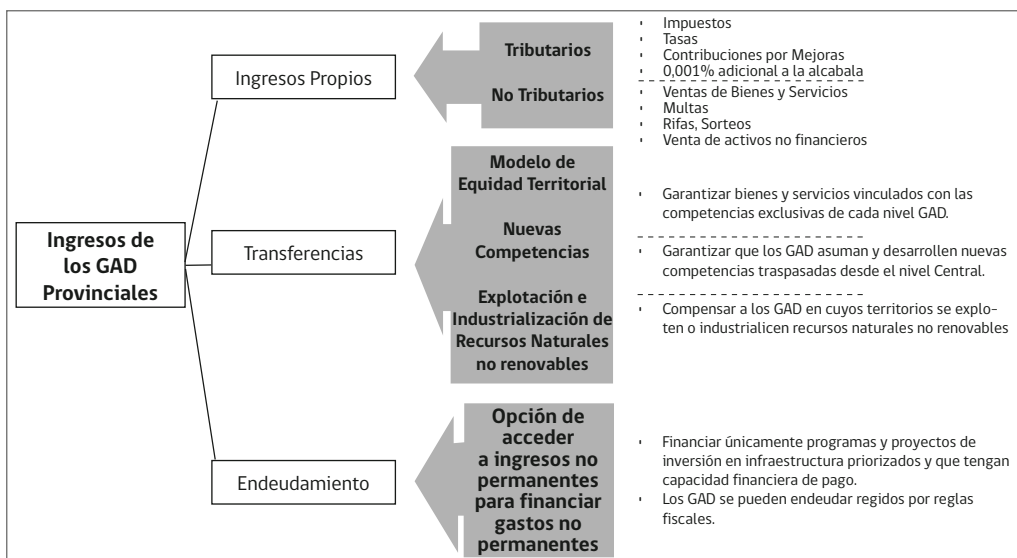 Ingresos de
los GAD
Provinciales
Ingresos Propios
Tributarios
No Tributarios
Impuestos
Tasas
Contribuciones por Mejoras
0,001% adicional a la alcabala
Ventas de Bienes y Servicios
Multas
Rifas, Sorteos
Venta de activos no financieros
Transferencias
Modelo de
Equidad Territorial
Nuevas
Competencias
Explotación e
Industrialización de
Recursos Naturales
no renovables
Garantizar bienes y servicios vinculados con las
competencias exclusivas de cada nivel GAD.
Garantizar que los GAD asuman y desarrollen nuevas
competencias traspasadas desde el nivel Central.
Compensar a los GAD en cuyos territorios se explo-
ten o industrialicen recursos naturales no renovables
Endeudamiento
Opción de
acceder
a ingresos no
permanentes
para financiar
gastos no
permanentes
Financiar únicamente programas y proyectos de
inversión en infraestructura priorizados y que tengan
capacidad financiera de pago.
Los GAD se pueden endeudar regidos por reglas
fiscales.